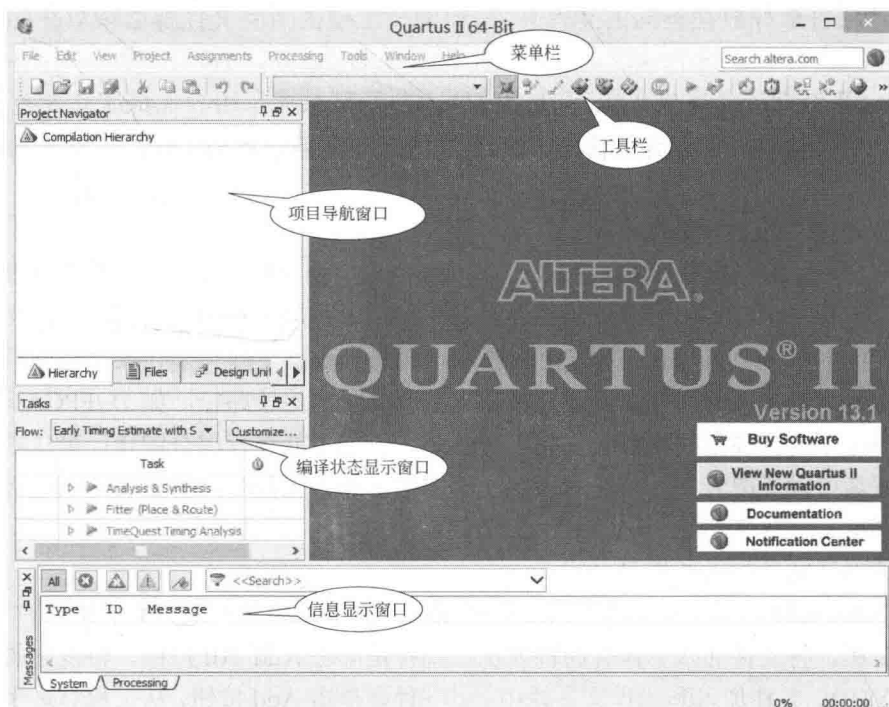 Quartus II 64-Bit
File Edit View Project Assignments Processing Tools Window Help
菜单栏
Search altera.com
工具栏
Project Navigator
Compilation Hierarchy
项目导航窗口
ALTERA.
QUARTUS® II
Version 13.1
Hierarchy Files Design Unit
Tasks
Flow: Early Timing Estimate with S Customize...
编译状态显示窗口
Task
Analysis & Synthesis
Fitter (Place & Route)
TimeQuest Timing Analysis
Buy Software
View New Quartus II
Information
Documentation
Notification Center
All <<Search>>
Type ID Message
信息显示窗口
Messages
System Processing
0% 00:00:00